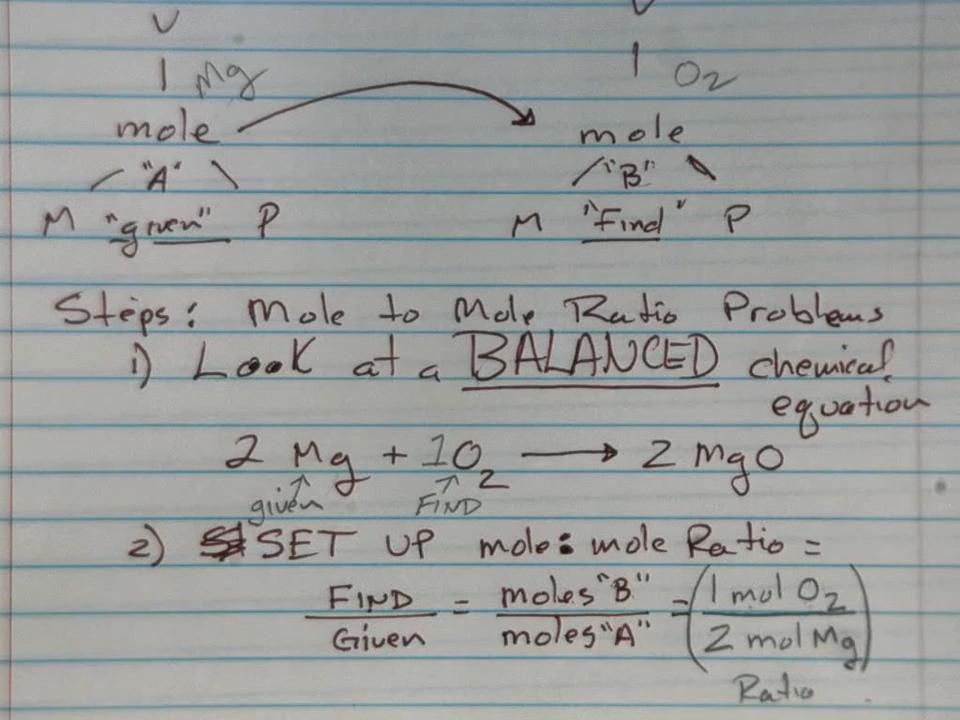 V V
1 Mg 1 O2
mole mole
"A" "B"
M "given" P M "Find" P
Steps: Mole to Mole Ratio Problems
1) Look at a BALANCED chemical
equation
2 Mg + 1O2 → 2 MgO
given FIND
2) SET UP mole:mole Ratio =
FIND = moles "B" = (1 mol O2
Given moles "A" 2 mol Mg)
Ratio